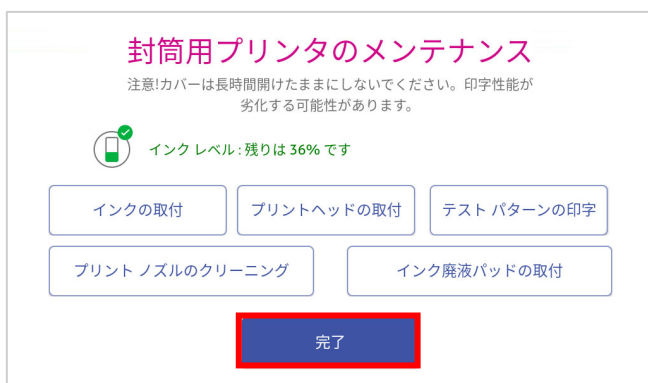 封筒用プリンタのメンテナンス
注意!カバーは長時間開けたままにしないでください。印字性能が
劣化する可能性があります。
インク レベル : 残りは 36% です
インクの取付
プリントヘッドの取付
テスト パターンの印字
プリント ノズルのクリーニング
インク廃液パッドの取付
完了